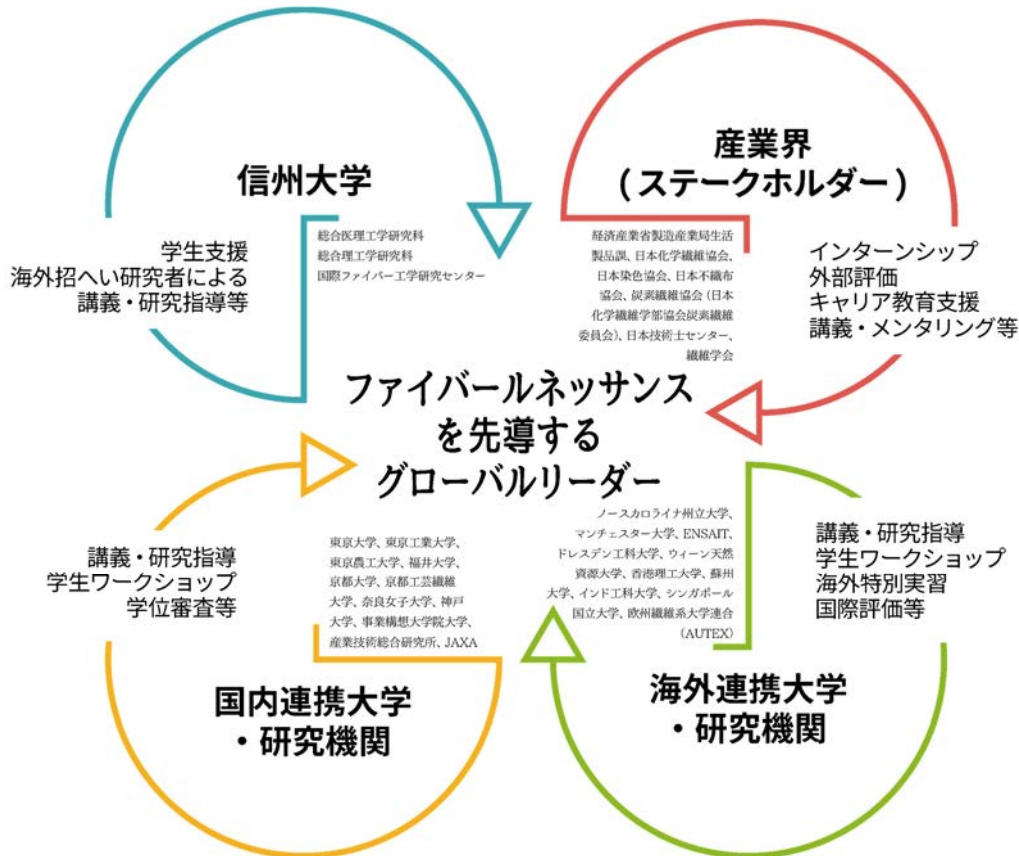 信州大学
学生支援
海外招へい研究者による
講義・研究指導等
総合医理工学研究科
総合理工学研究科
国際ファイバー工学研究センター
産業界
(ステークホルダー)
経済産業省製造産業局生活
製品課、日本化学繊維協会、
日本染色協会、日本不織布
協会、炭素繊維協会(日本
化学繊維学部協会炭素繊維
委員会)、日本技術士センター、
繊維学会
インターンシップ
外部評価
キャリア教育支援
講義・メンタリング等
ファイバールネッサンス
を先導する
グローバルリーダー
講義・研究指導
学生ワークショップ
学位審査等
東京大学、東京工業大学、
東京農工大学、福井大学、
京都大学、京都工芸繊維
大学、奈良女子大学、神戸
大学、事業構想大学院大学、
産業技術総合研究所、JAXA
国内連携大学
・研究機関
ノースカロライナ州立大学、
マンチェスター大学、ENSAIT、
ドレスデン工科大学、ウィーン天然
資源大学、香港理工大学、蘇州
大学、インド工科大学、シンガポール
国立大学、欧州繊維系大学連合
(AUTEX)
講義・研究指導
学生ワークショップ
海外特別実習
国際評価等
海外連携大学
・研究機関